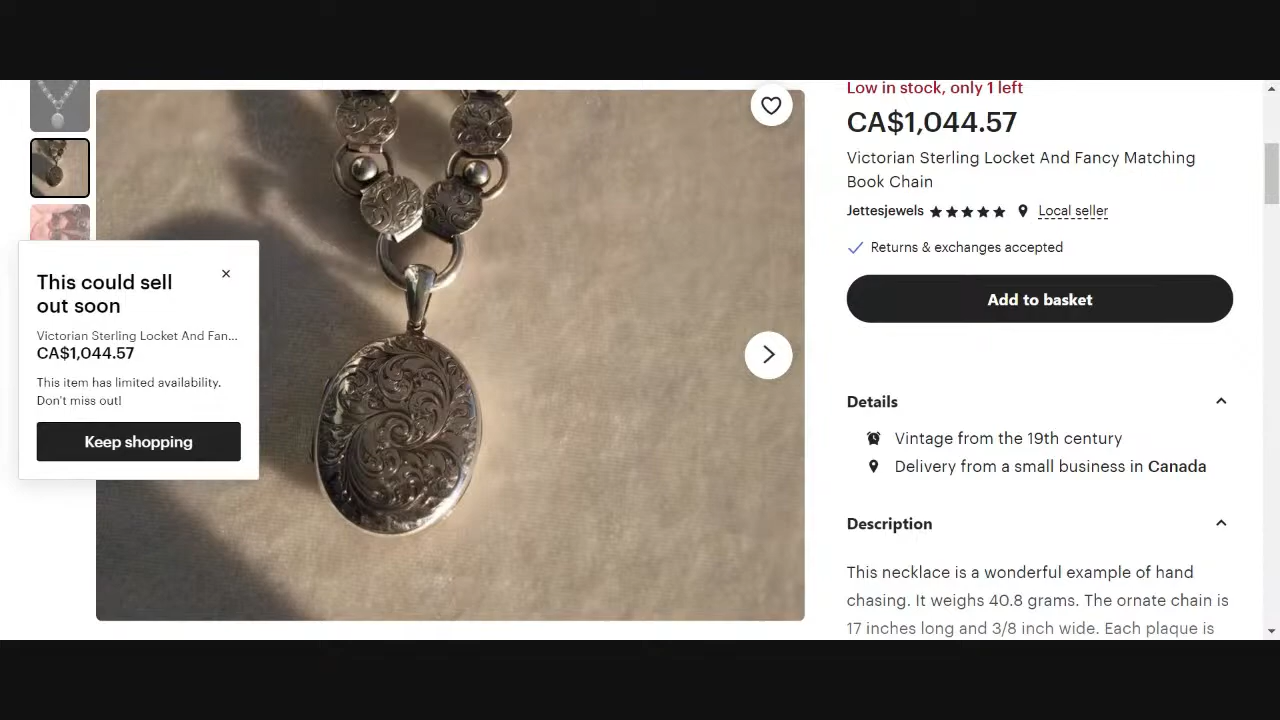 Low in stock, only 1 left
CA$1,044.57
Victorian Sterling Locket And Fancy Matching
Book Chain
Jettesjewels
Local seller
Returns & exchanges accepted
Add to basket
This could sell
out soon
Victorian Sterling Locket And Fan...
CA$1,044.57
This item has limited availability.
Don't miss out!
Keep shopping
Details
Vintage from the 19th century
Delivery from a small business in Canada
Description
This necklace is a wonderful example of hand
chasing. It weighs 40.8 grams. The ornate chain is
17 inches long and 3/8 inch wide. Each plaque is